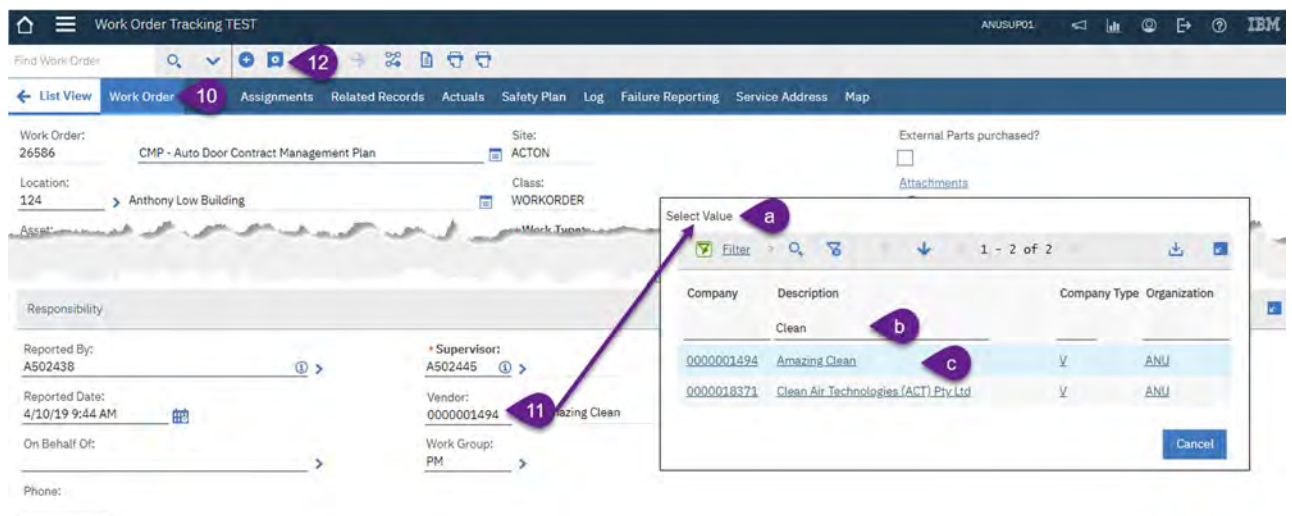 Work Order Tracking TEST ANUSUP01 IBM
Find Work Order 12
List View Work Order 10 Assignments Related Records Actuals Safety Plan Log Failure Reporting Service Address Map
Work Order: Site: External Parts purchased?
26586 CMP - Auto Door Contract Management Plan ACTON
Location: Class: Attachments
124 Anthony Low Building WORKORDER
Asset: Work Type:
Select Value a
Filter 1 - 2 of 2
Company Description Company Type Organization
Clean b
0000001494 Amazing Clean c V ANU
0000018371 Clean Air Technologies (ACT) Pty Ltd V ANU
Cancel
Responsibility
Reported By: * Supervisor:
A502438 A502445
Reported Date: Vendor:
4/10/19 9:44 AM 0000001494 11 azing Clean
On Behalf Of: Work Group:
PM
Phone: